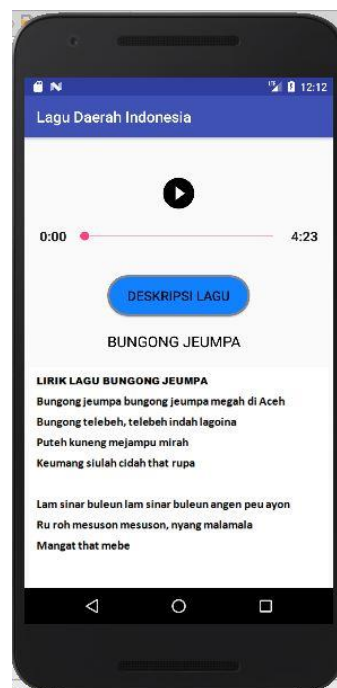 12:12
Lagu Daerah Indonesia
0:00 4:23
DESKRIPSI LAGU
BUNGONG JEUMPA
LIRIK LAGU BUNGONG JEUMPA
Bungong jeumpa bungong jeumpa megah di Aceh
Bungong telebeh, telebeh indah lagoina
Puteh kuneng mejampu mirah
Keumang siulah cidah that rupa
Lam sinar buleun lam sinar buleun angen peu ayon
Ru roh mesuson mesuson, nyang malamala
Mangat that mebe